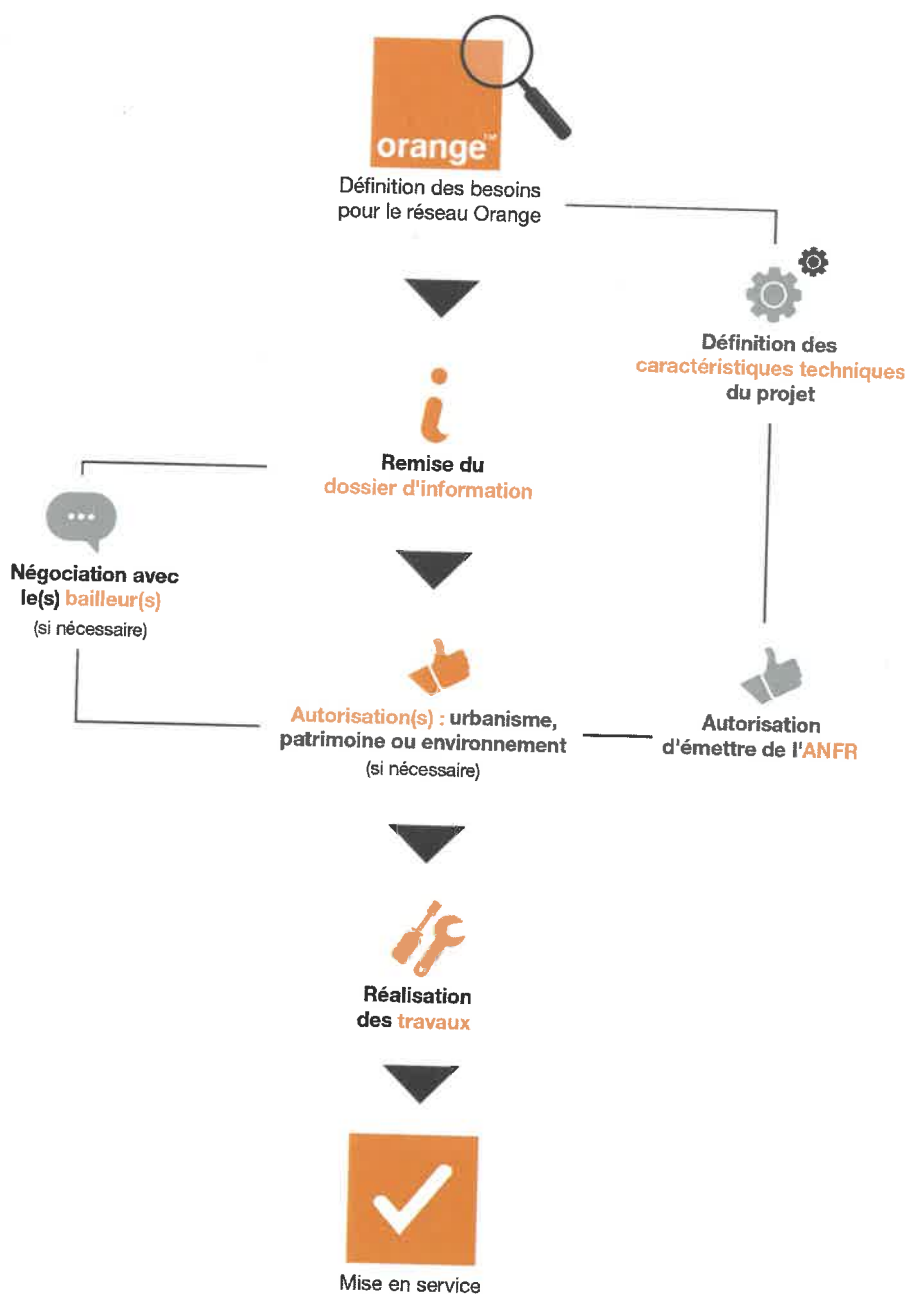 orange™
Définition des besoins
pour le réseau Orange
Définition des
caractéristiques techniques
du projet
Remise du
dossier d'information
Négociation avec
le(s) bailleur(s)
(si nécessaire)
Autorisation(s) : urbanisme,
patrimoine ou environnement
(si nécessaire)
Autorisation
d'émettre de l'ANFR
Réalisation
des travaux
Mise en service